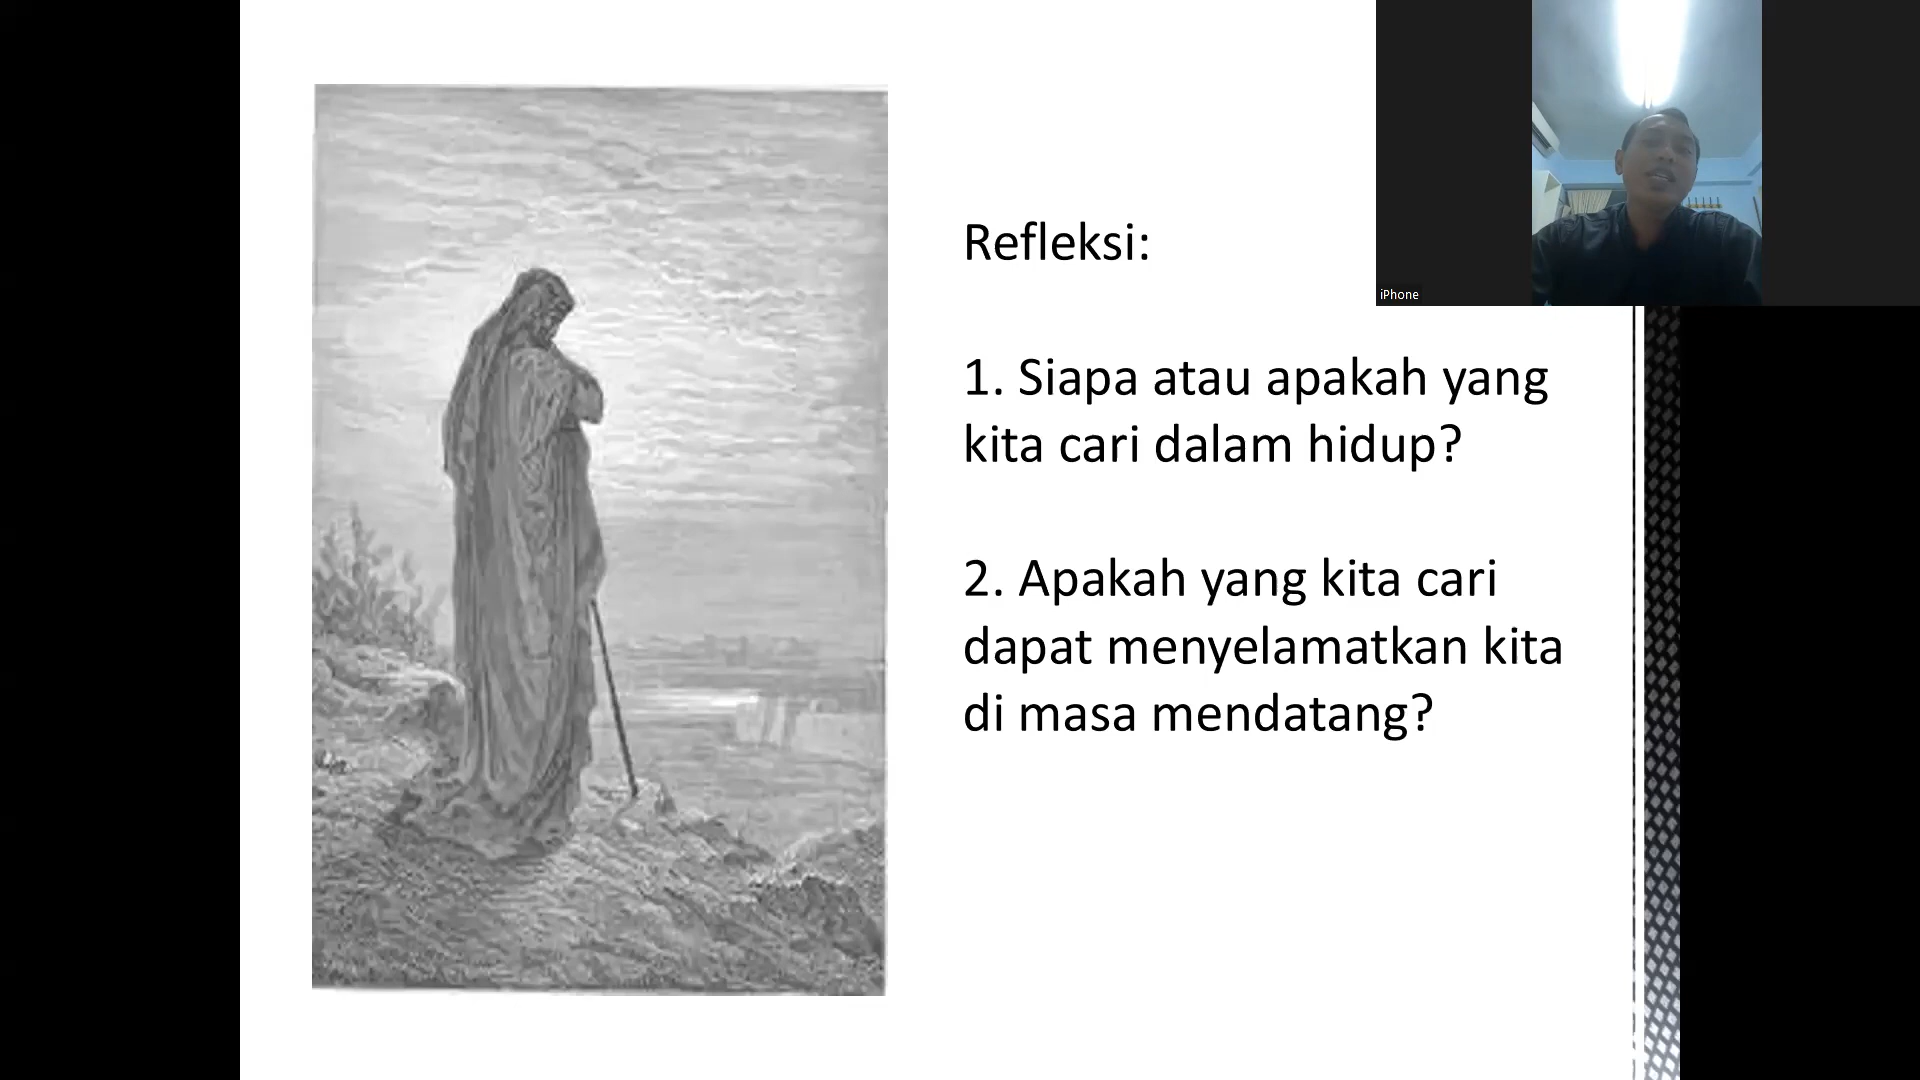 Refleksi:
1. Siapa atau apakah yang
kita cari dalam hidup?
2. Apakah yang kita cari
dapat menyelamatkan kita
di masa mendatang?
iPhone